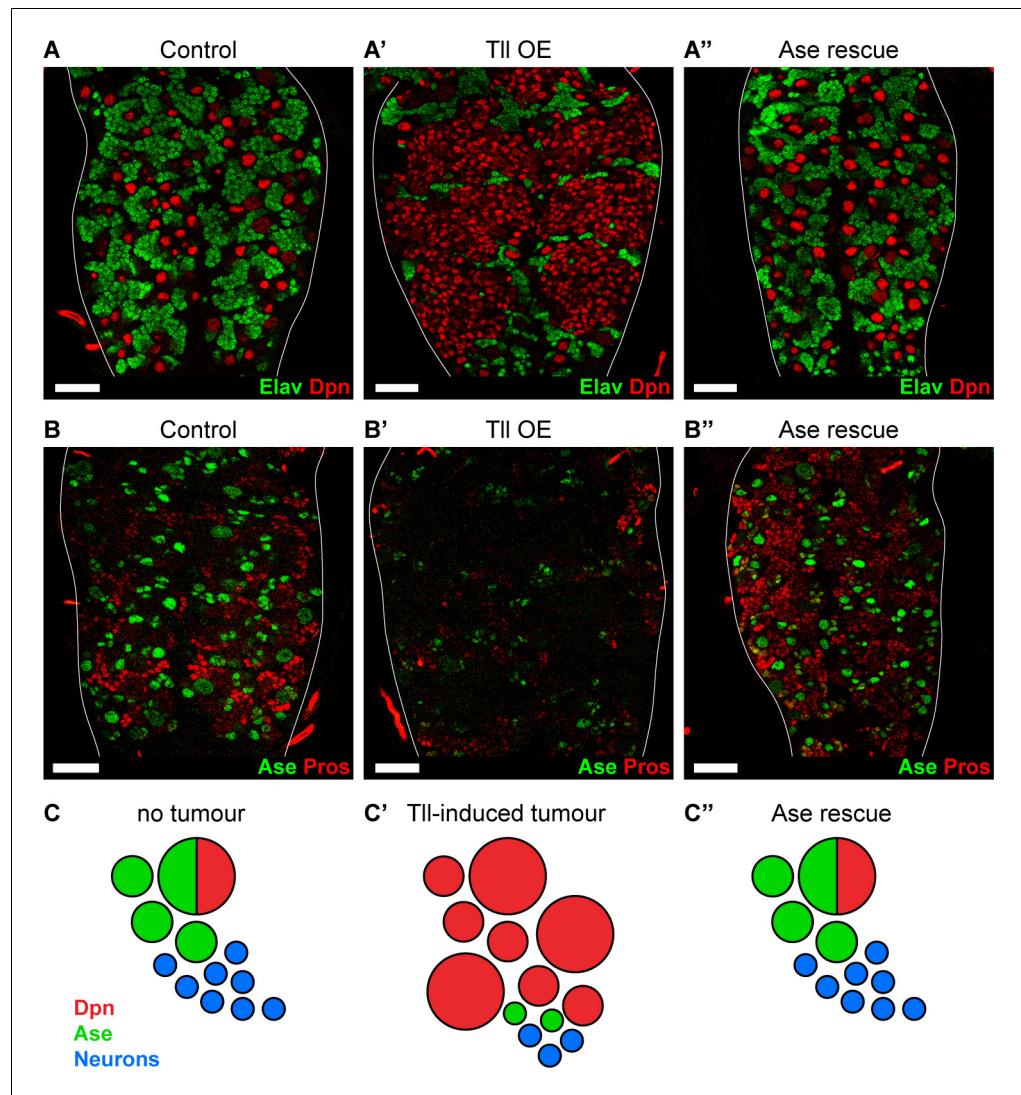 A Control A' Tll OE A" Ase rescue
Elav Dpn Elav Dpn Elav Dpn
B Control B' Tll OE B" Ase rescue
Ase Pros Ase Pros Ase Pros
C no tumour C' Tll-induced tumour C" Ase rescue
Dpn
Ase
Neurons